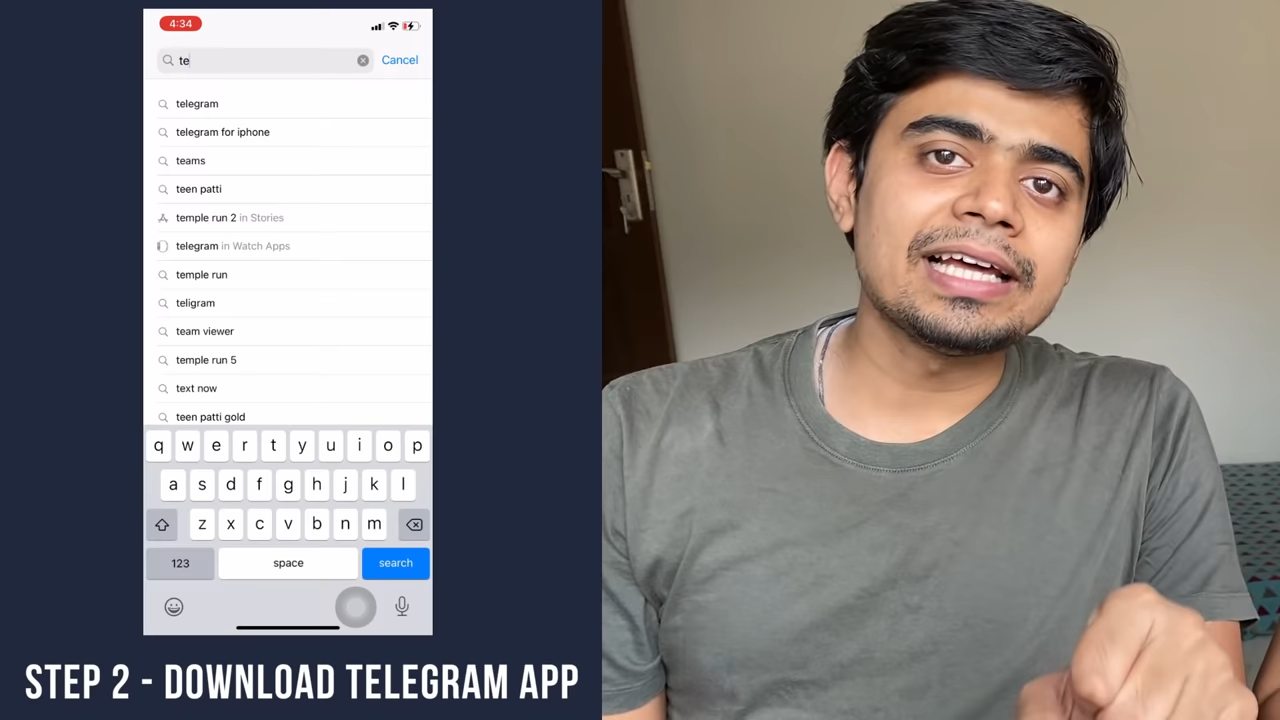 4:34
te
Cancel
telegram
telegram for iphone
teams
teen patti
temple run 2 in Stories
telegram in Watch Apps
temple run
teligram
team viewer
temple run 5
text now
teen patti gold
q w e r t y u i o p
a s d f g h j k l
z x c v b n m
123 space search
STEP 2 - DOWNLOAD TELEGRAM APP